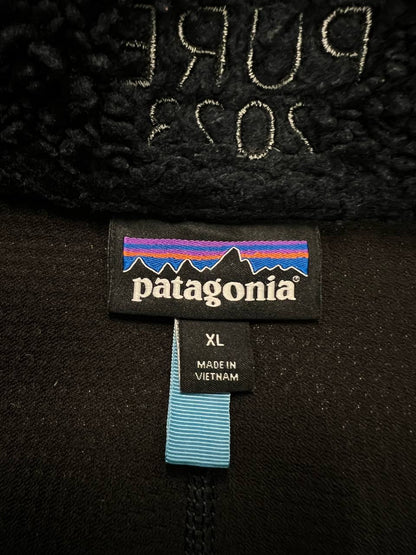 PURE
2023
patagonia®
XL
MADE IN
VIETNAM